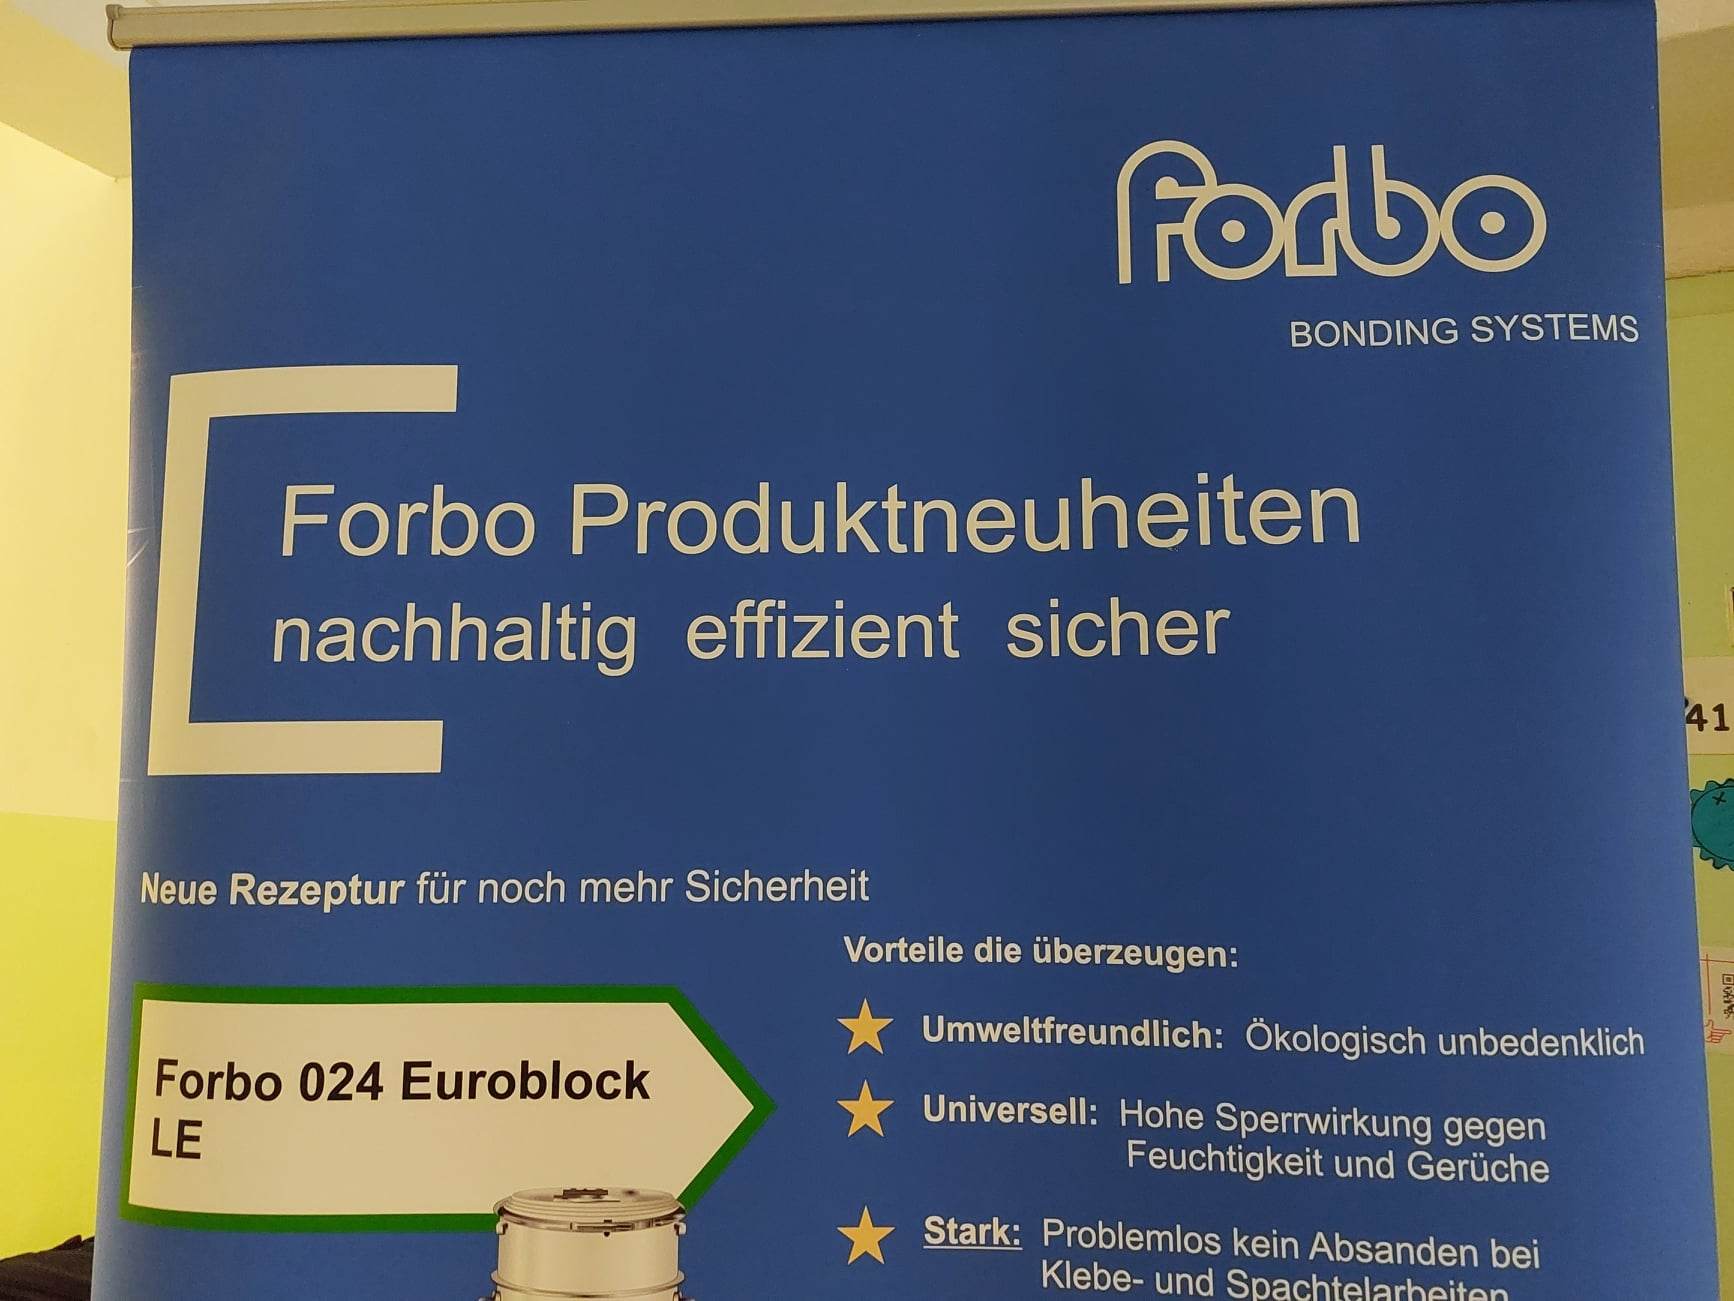 forbo
BONDING SYSTEMS
Forbo Produktneuheiten
nachhaltig effizient sicher
Neue Rezeptur für noch mehr Sicherheit
Vorteile die überzeugen:
Umweltfreundlich: Ökologisch unbedenklich
Forbo 024 Euroblock
LE
Universell: Hohe Sperrwirkung gegen
Feuchtigkeit und Gerüche
Stark: Problemlos kein Absanden bei
Klebe- und Spachtelarbeiten
41